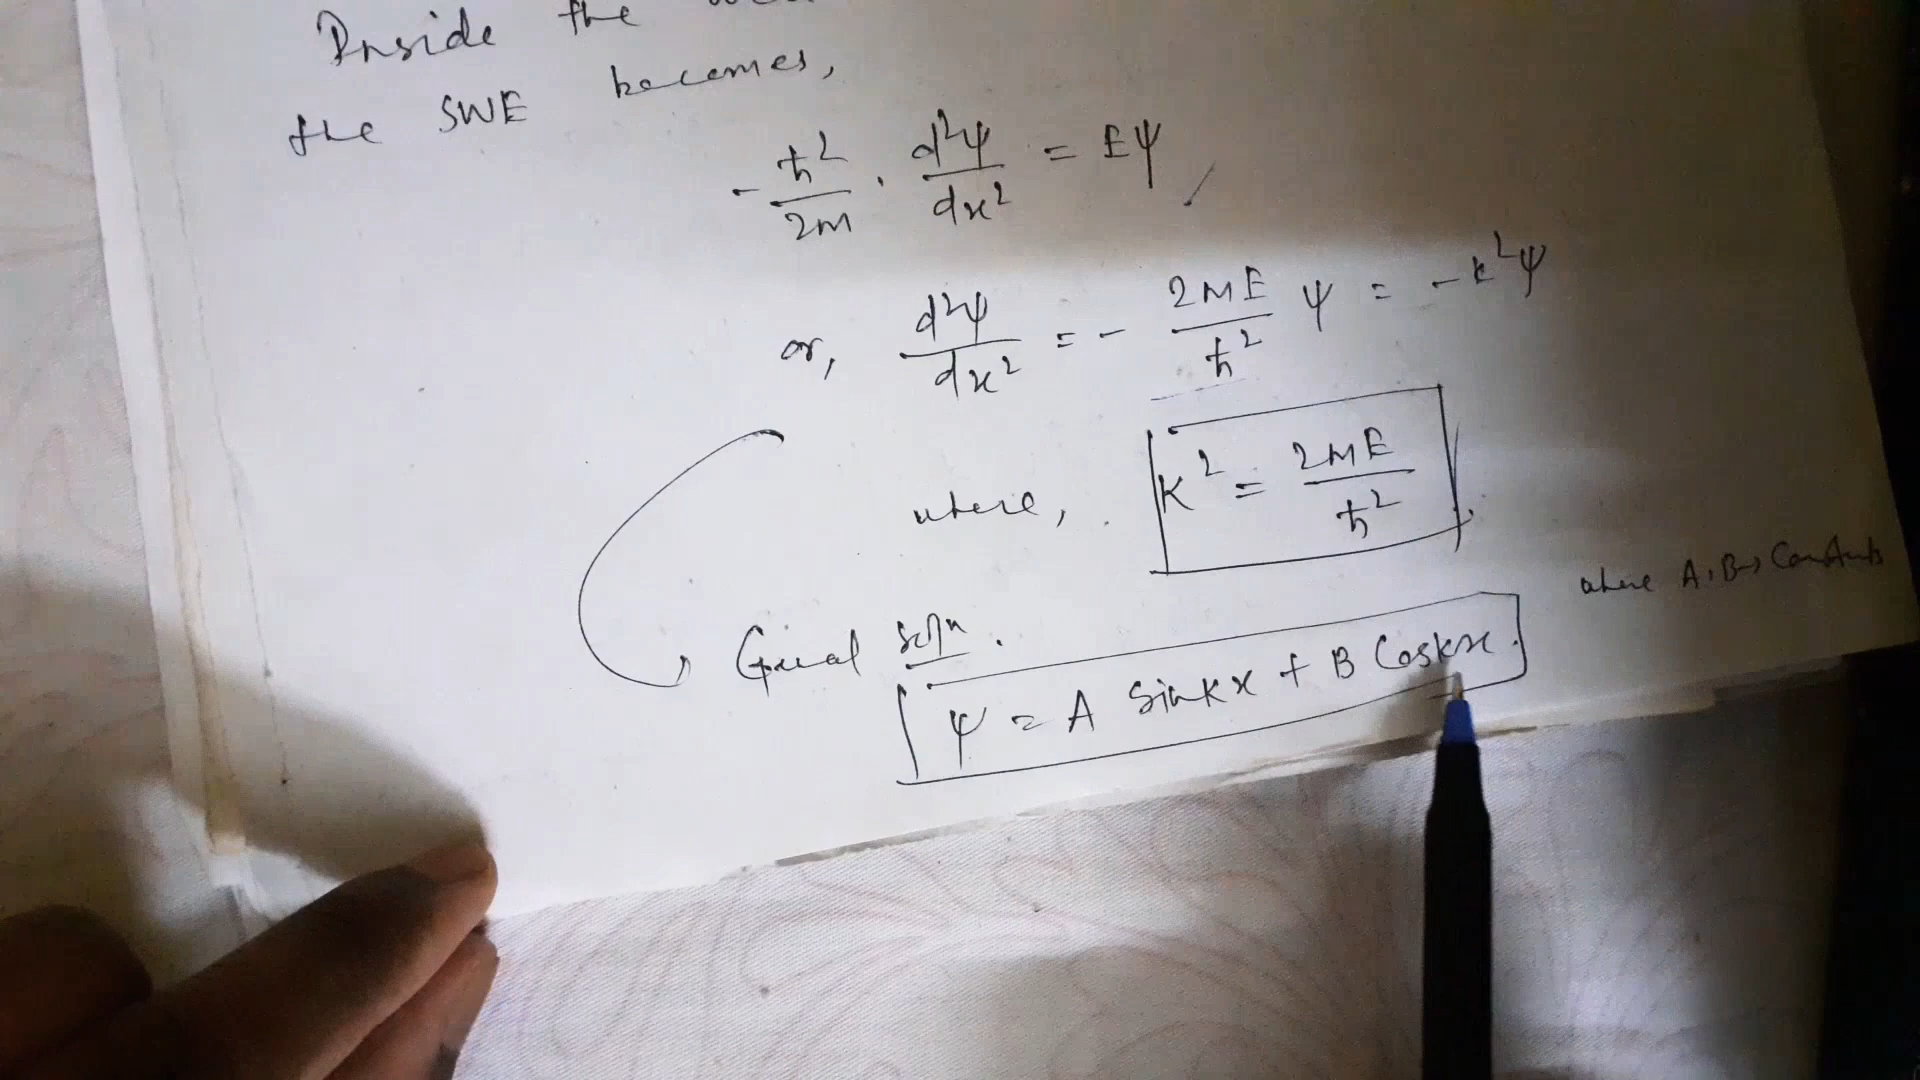 Inside the
the SWE becomes,
- ħ²/2m . d²ψ/dx² = Eψ
or, d²ψ/dx² = - 2mE/ħ² ψ = -k²ψ
where, k² = 2mE/ħ²
where A, B → Constants
Gneral soln.
ψ = A Sinkx + B Coskx.